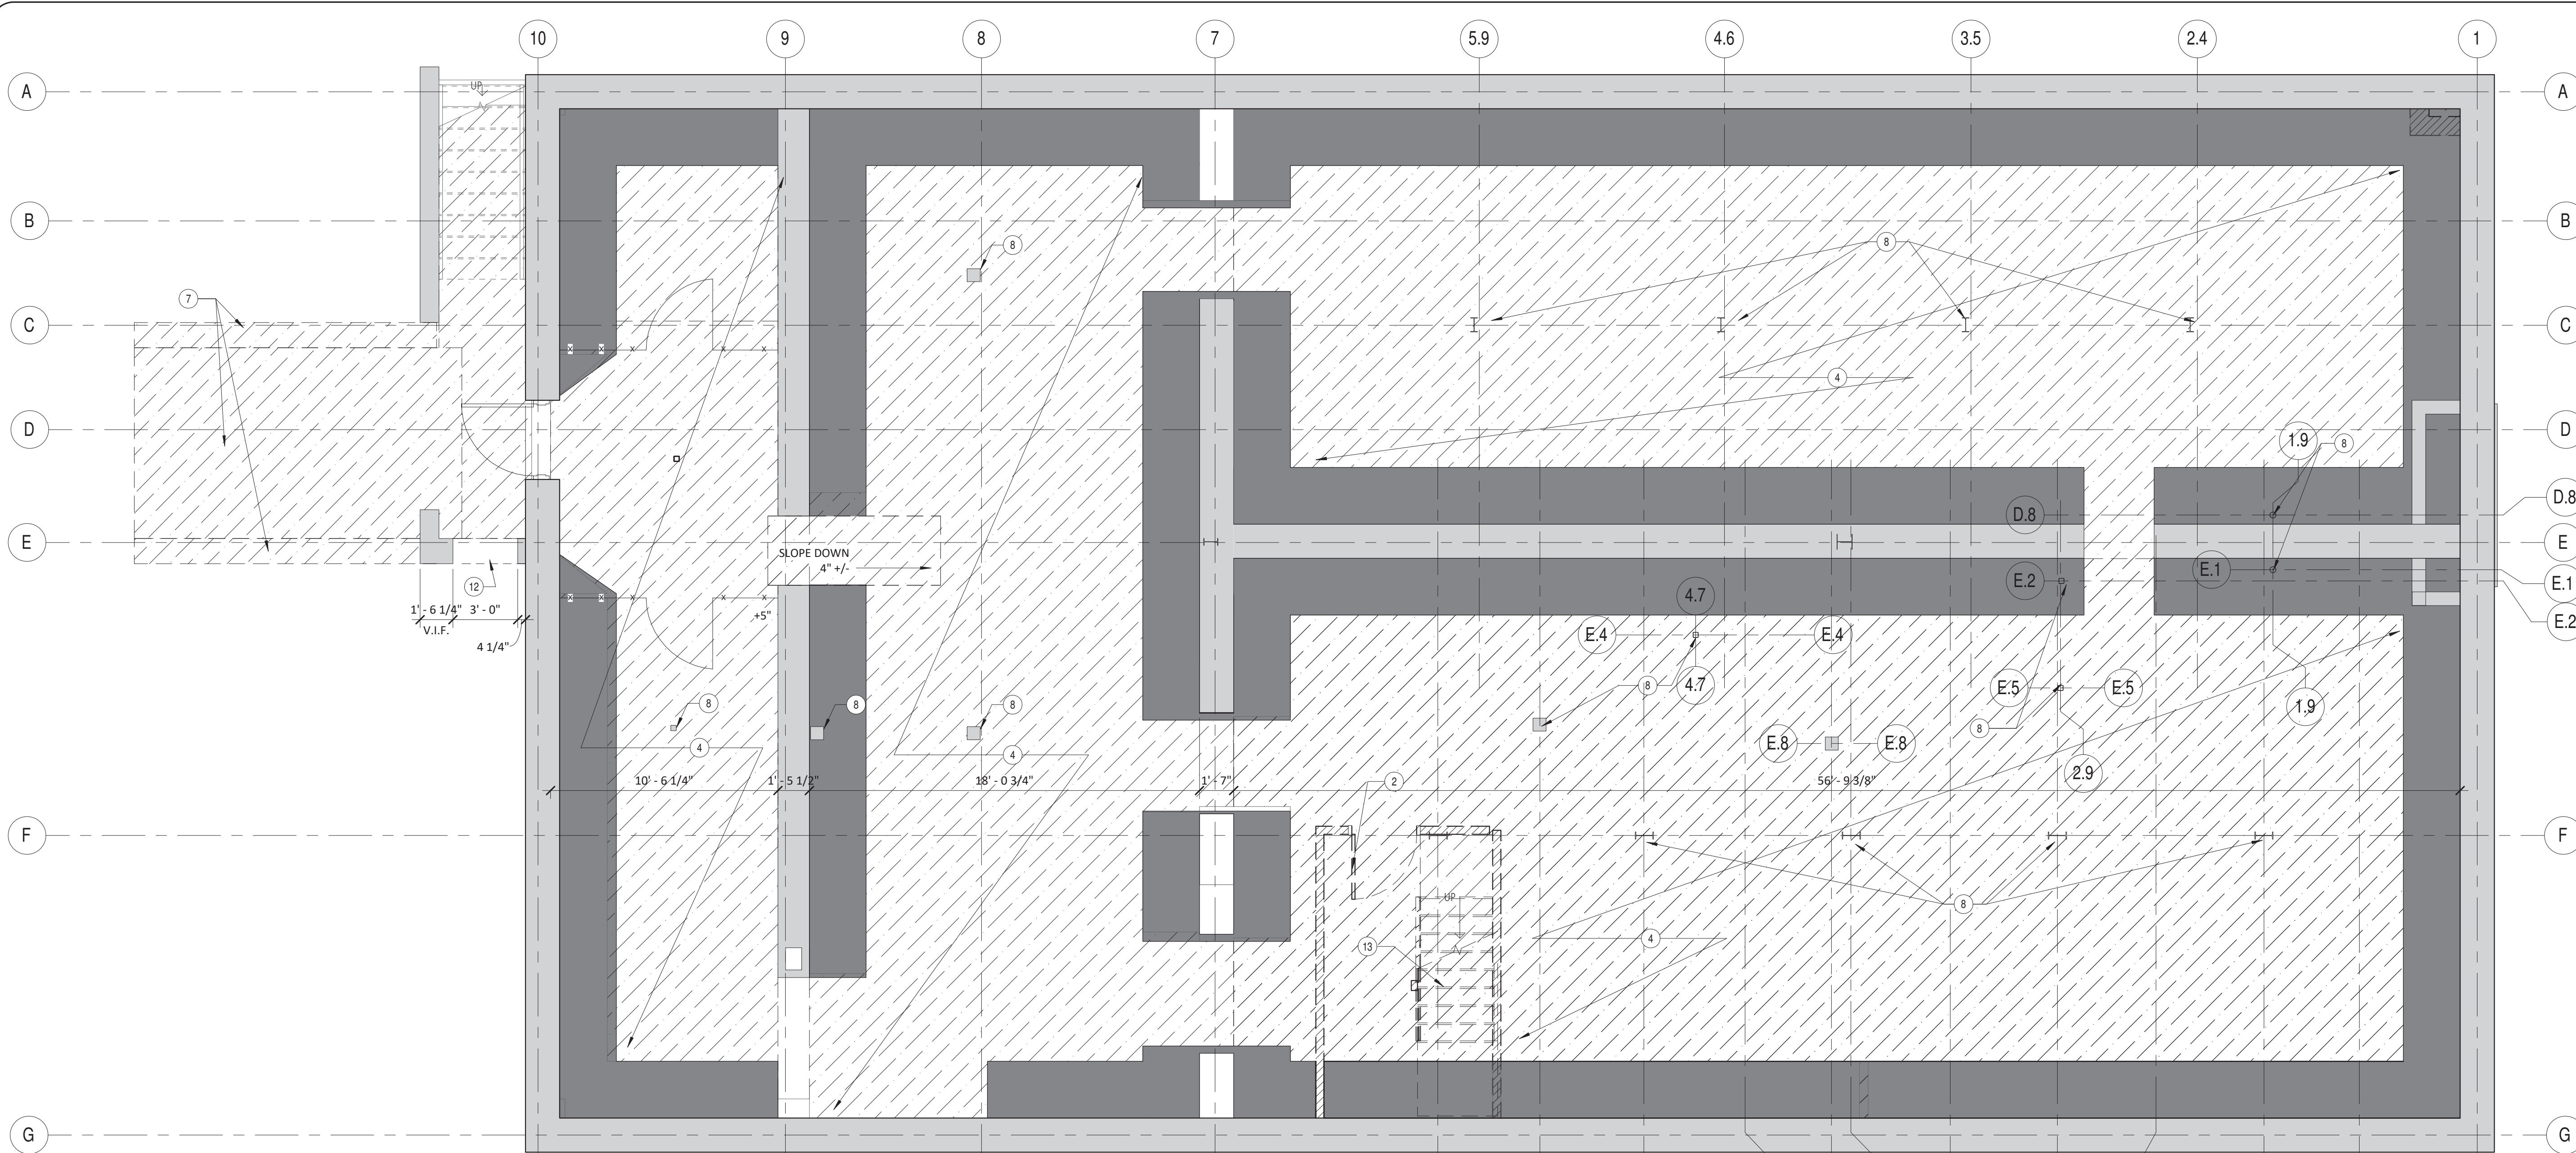 10 9 8 7 5.9 4.6 3.5 2.4 1
A UP A
B B
8 8
7
C C
x x x x x
4
D D
1.9 8
D.8 D.8
E SLOPE DOWN E
4" +/-
E.1 E.1
12 E.2
x x x x x
4.7 E.2
1' - 6 1/4" 3' - 0" +5"
V.I.F. E.4 E.4
4 1/4"
8 4.7 E.5 E.5
8 8 8 1.9
8
4 4 E.8 E.8
2.9
10' - 6 1/4" 1' - 5 1/2" 18' - 0 3/4" 1' - 7" 2 56' - 9 3/8"
F F
UP 8
13 4
G G